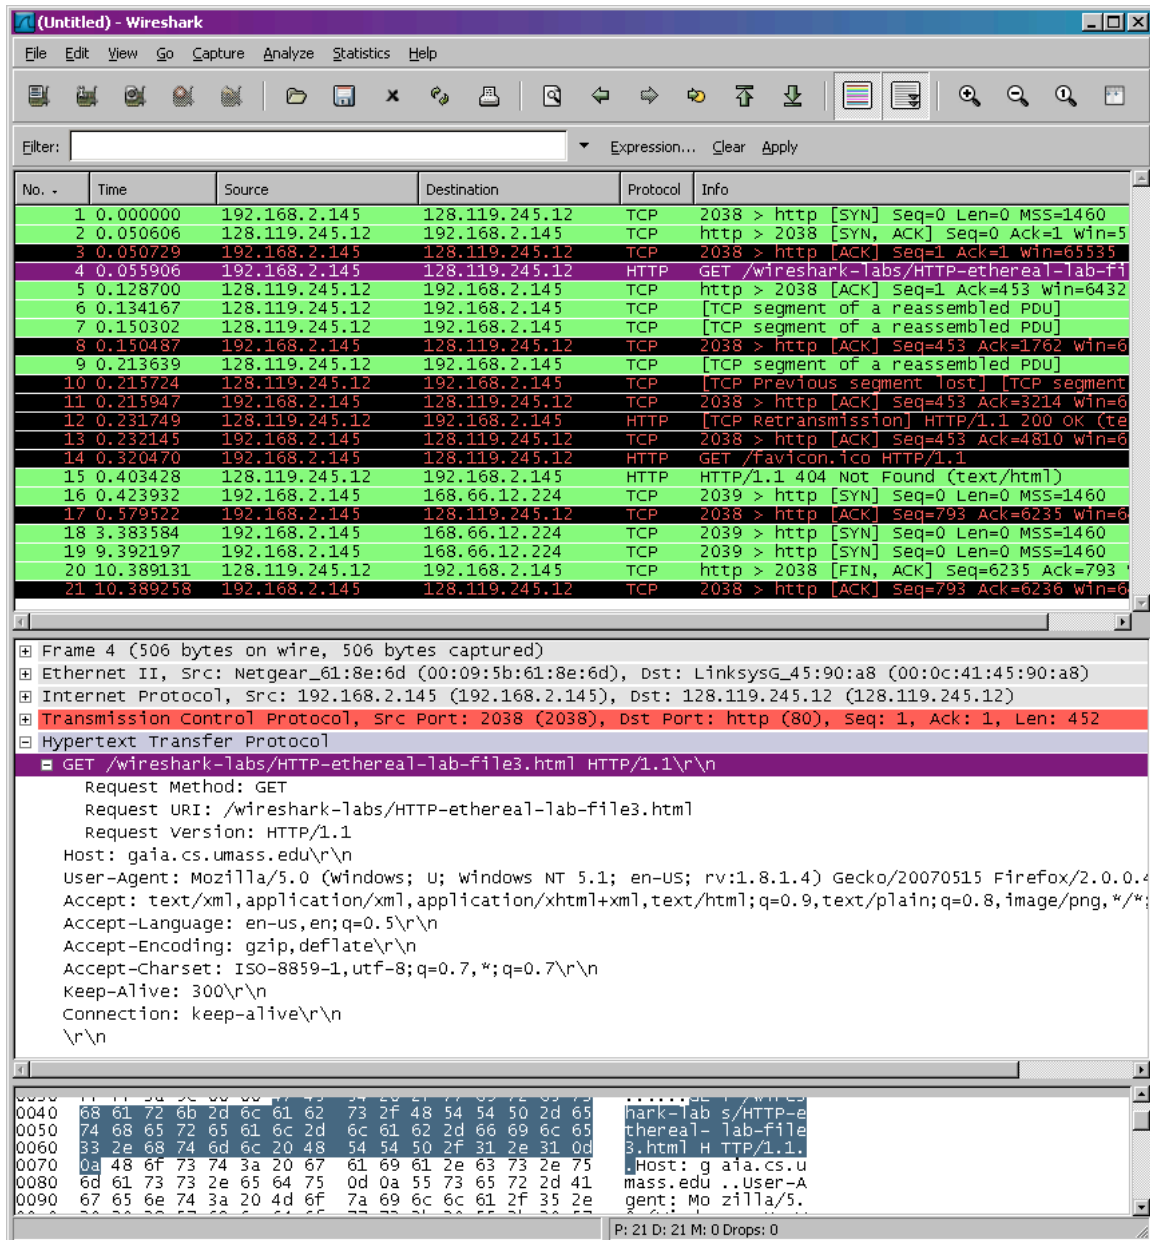 (Untitled) - Wireshark
File Edit View Go Capture Analyze Statistics Help
Filter: Expression... Clear Apply
No. - Time Source Destination Protocol Info
1 0.000000 192.168.2.145 128.119.245.12 TCP 2038 > http [SYN] Seq=0 Len=0 MSS=1460
2 0.050606 128.119.245.12 192.168.2.145 TCP http > 2038 [SYN, ACK] Seq=0 Ack=1 Win=5
3 0.050729 192.168.2.145 128.119.245.12 TCP 2038 > http [ACK] Seq=1 Ack=1 Win=65535
4 0.055906 192.168.2.145 128.119.245.12 HTTP GET /wireshark-labs/HTTP-ethereal-lab-fi
5 0.128700 128.119.245.12 192.168.2.145 TCP http > 2038 [ACK] Seq=1 Ack=453 Win=6432
6 0.134167 128.119.245.12 192.168.2.145 TCP [TCP segment of a reassembled PDU]
7 0.150302 128.119.245.12 192.168.2.145 TCP [TCP segment of a reassembled PDU]
8 0.150487 192.168.2.145 128.119.245.12 TCP 2038 > http [ACK] Seq=453 Ack=1762 Win=6
9 0.213639 128.119.245.12 192.168.2.145 TCP [TCP segment of a reassembled PDU]
10 0.215724 128.119.245.12 192.168.2.145 TCP [TCP Previous segment lost] [TCP segment
11 0.215947 192.168.2.145 128.119.245.12 TCP 2038 > http [ACK] Seq=453 Ack=3214 Win=6
12 0.231749 128.119.245.12 192.168.2.145 HTTP [TCP Retransmission] HTTP/1.1 200 OK (te
13 0.232145 192.168.2.145 128.119.245.12 TCP 2038 > http [ACK] Seq=453 Ack=4810 Win=6
14 0.320470 192.168.2.145 128.119.245.12 HTTP GET /favicon.ico HTTP/1.1
15 0.403428 128.119.245.12 192.168.2.145 HTTP HTTP/1.1 404 Not Found (text/html)
16 0.423932 192.168.2.145 168.66.12.224 TCP 2039 > http [SYN] Seq=0 Len=0 MSS=1460
17 0.579522 192.168.2.145 128.119.245.12 TCP 2038 > http [ACK] Seq=793 Ack=6235 Win=6
18 3.383584 192.168.2.145 168.66.12.224 TCP 2039 > http [SYN] Seq=0 Len=0 MSS=1460
19 9.392197 192.168.2.145 168.66.12.224 TCP 2039 > http [SYN] Seq=0 Len=0 MSS=1460
20 10.389131 128.119.245.12 192.168.2.145 TCP http > 2038 [FIN, ACK] Seq=6235 Ack=793
21 10.389258 192.168.2.145 128.119.245.12 TCP 2038 > http [ACK] Seq=793 Ack=6236 Win=6
Frame 4 (506 bytes on wire, 506 bytes captured)
Ethernet II, Src: Netgear_61:8e:6d (00:09:5b:61:8e:6d), Dst: LinksysG_45:90:a8 (00:0c:41:45:90:a8)
Internet Protocol, Src: 192.168.2.145 (192.168.2.145), Dst: 128.119.245.12 (128.119.245.12)
Transmission Control Protocol, Src Port: 2038 (2038), Dst Port: http (80), Seq: 1, Ack: 1, Len: 452
Hypertext Transfer Protocol
GET /wireshark-labs/HTTP-ethereal-lab-file3.html HTTP/1.1\r\n
Request Method: GET
Request URI: /wireshark-labs/HTTP-ethereal-lab-file3.html
Request Version: HTTP/1.1
Host: gaia.cs.umass.edu\r\n
User-Agent: Mozilla/5.0 (Windows; U; Windows NT 5.1; en-US; rv:1.8.1.4) Gecko/20070515 Firefox/2.0.0.4
Accept: text/xml,application/xml,application/xhtml+xml,text/html;q=0.9,text/plain;q=0.8,image/png,*/*;
Accept-Language: en-us,en;q=0.5\r\n
Accept-Encoding: gzip,deflate\r\n
Accept-Charset: ISO-8859-1,utf-8;q=0.7,*;q=0.7\r\n
Keep-Alive: 300\r\n
Connection: keep-alive\r\n
\r\n
0040 68 61 72 6b 2d 6c 61 62 73 2f 48 54 54 50 2d 65 hark-lab s/HTTP-e
0050 74 68 65 72 65 61 6c 2d 6c 61 62 2d 66 69 6c 65 thereal- lab-file
0060 33 2e 68 74 6d 6c 20 48 54 54 50 2f 31 2e 31 0d 3.html H TTP/1.1.
0070 0a 48 6f 73 74 3a 20 67 61 69 61 2e 63 73 2e 75 .Host: g aia.cs.u
0080 6d 61 73 73 2e 65 64 75 0d 0a 55 73 65 72 2d 41 mass.edu ..User-A
0090 67 65 6e 74 3a 20 4d 6f 7a 69 6c 6c 61 2f 35 2e gent: Mo zilla/5.
P: 21 D: 21 M: 0 Drops: 0